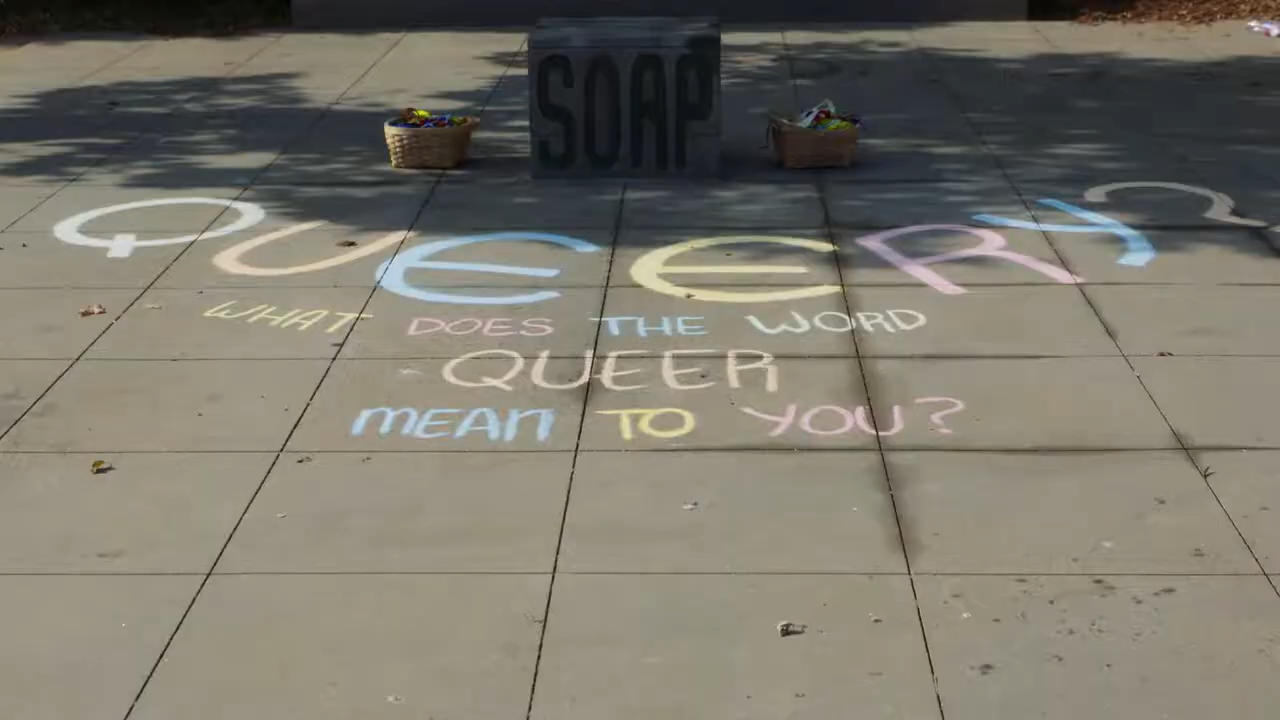 SOAP
QUEERY?
WHAT DOES THE WORD
QUEER
MEAN TO YOU?